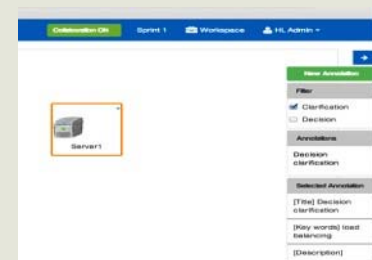 Collaboration ON Sprint 1 Workspace HL Admin
New Annotation
Filter
Clarification
Decision
Server1
Annotations
Decision
clarification
Selected Annotation
[Title] Decision
clarification
[Key words] load
balancing
[Description]